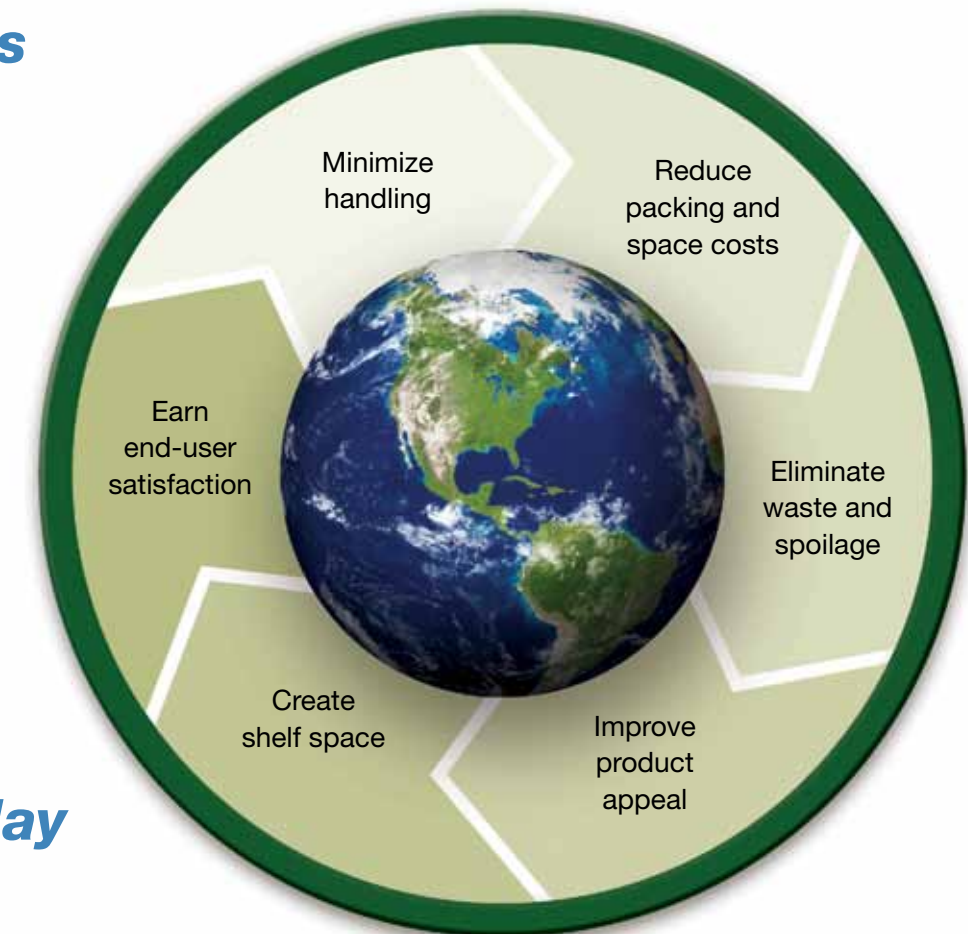 s
Minimize
handling
Reduce
packing and
space costs
Eliminate
waste and
spoilage
Improve
product
appeal
Create
shelf space
Earn
end-user
satisfaction
lay